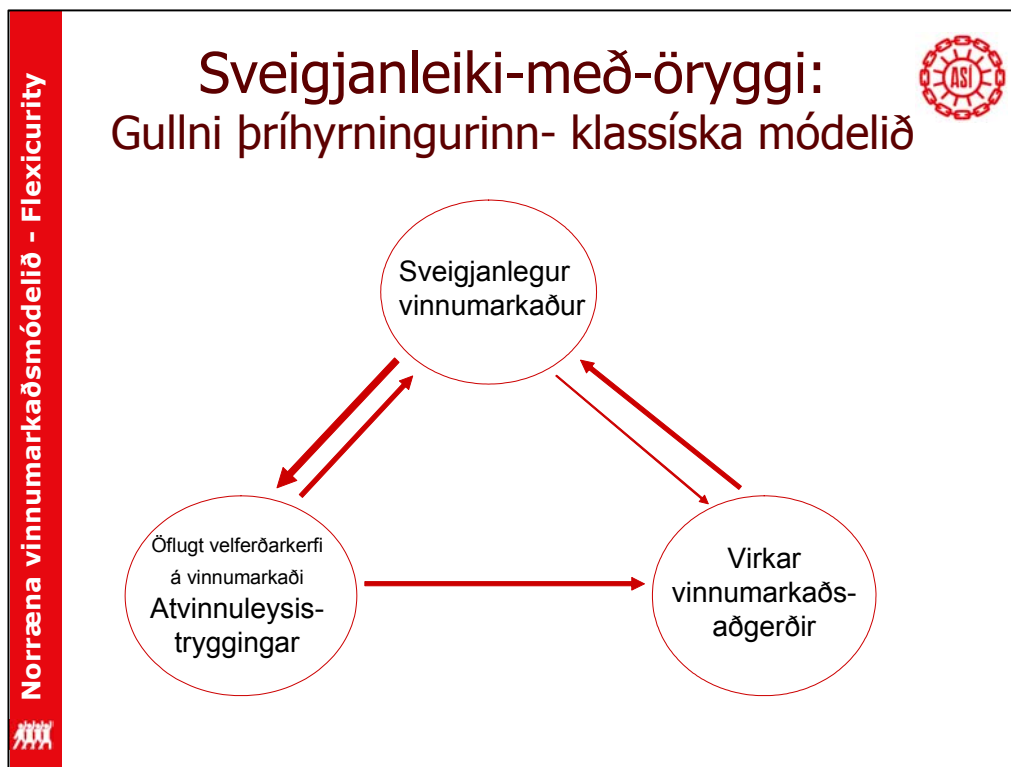 Norræna vinnumarkaðsmódelið - Flexicurity
Sveigjanleiki-með-öryggi:
Gullni þríhyrningurinn- klassíska módelið
ASÍ
Sveigjanlegur
vinnumarkaður
Öflugt velferðarkerfi
á vinnumarkaði
Atvinnuleysis-
tryggingar
Virkar
vinnumarkaðs-
aðgerðir